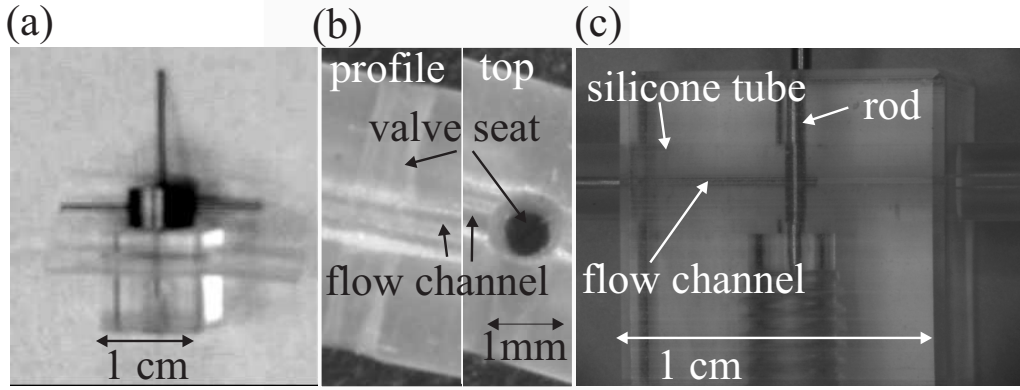 (a)
1 cm
(b)
profile
top
valve seat
flow channel
1mm
(c)
silicone tube
rod
flow channel
1 cm